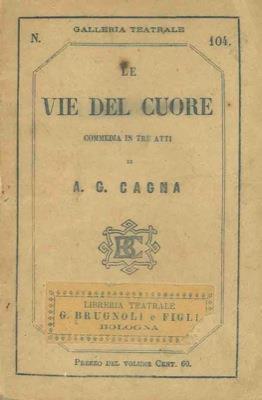 GALLERIA TEATRALE
N. 104.
LE
VIE DEL CUORE
COMMEDIA IN TRE ATTI
DI
A. G. CAGNA
LIBRERIA TEATRALE
G. BRUGNOLI e FIGLI
BOLOGNA
PREZZO DEL VOLUME CENT. 60.